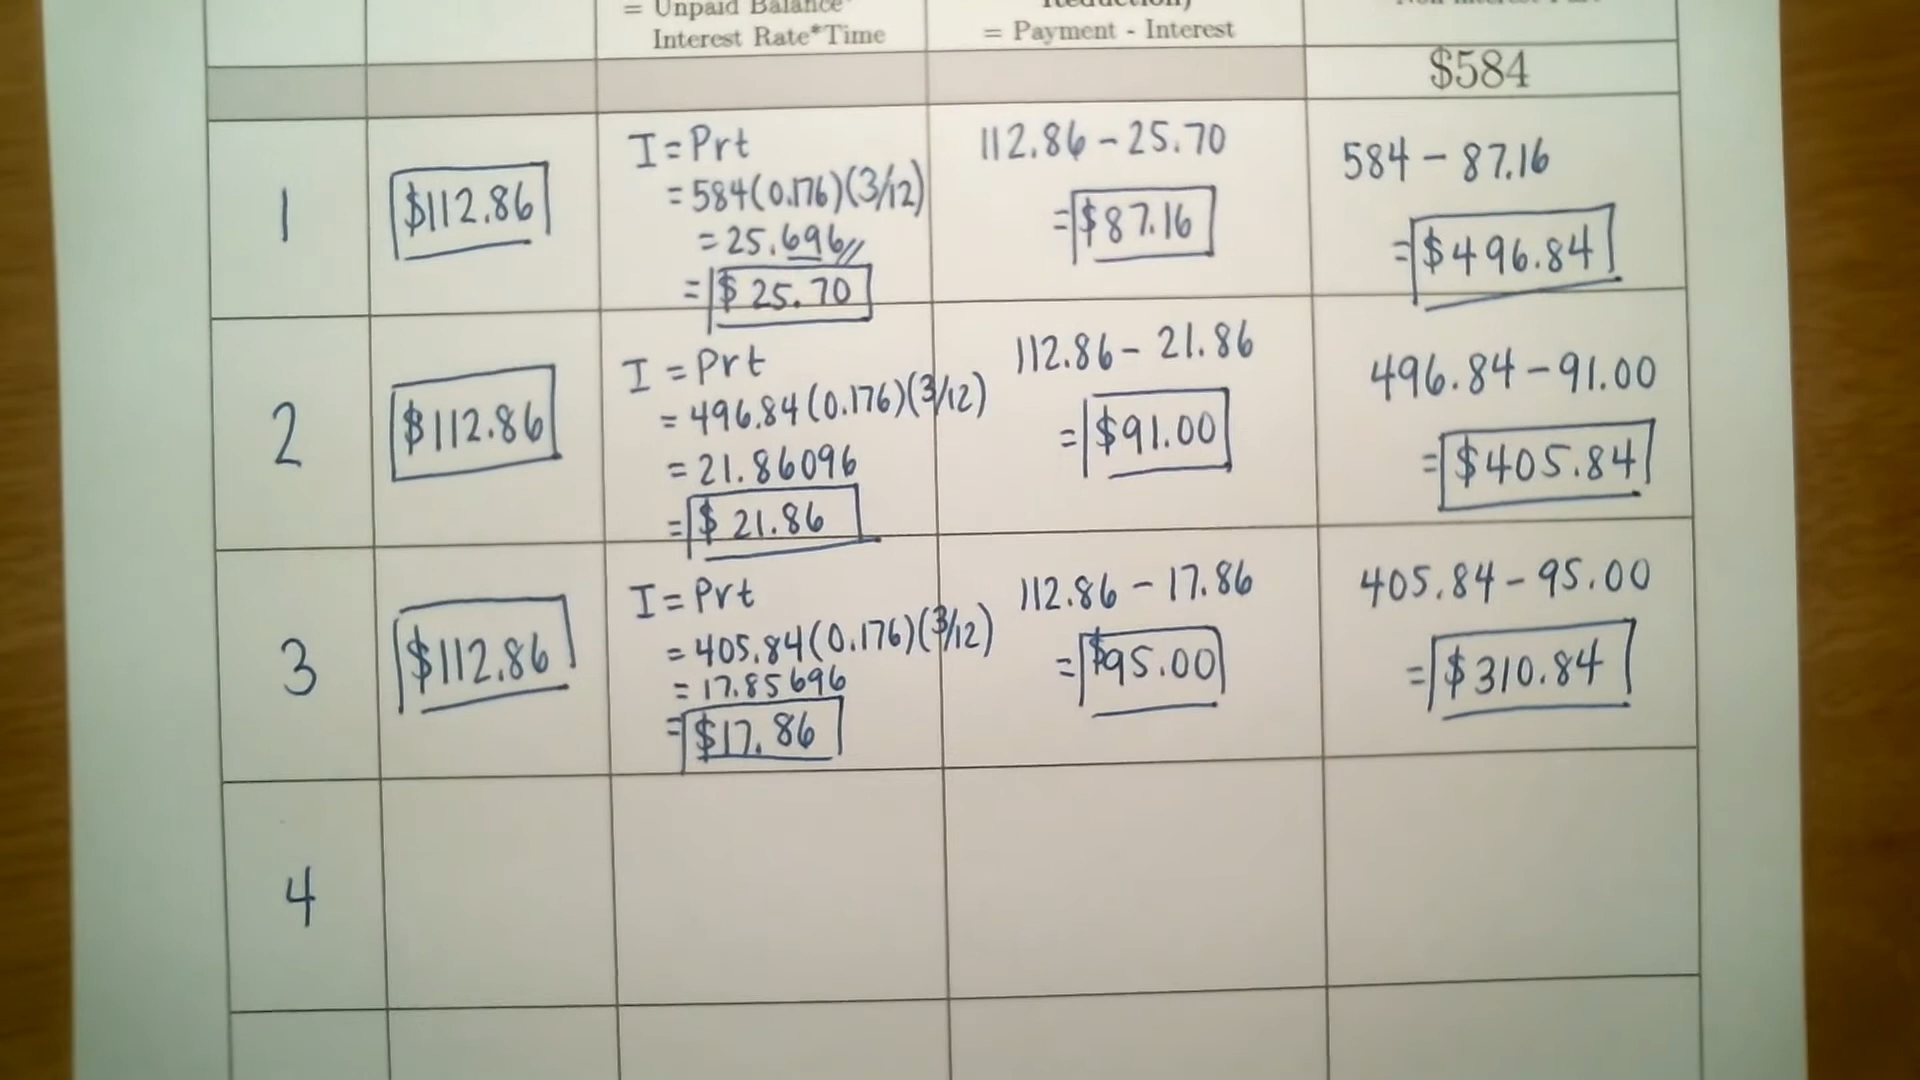 = Unpaid Balance
Interest Rate*Time
Reduction)
= Payment - Interest
$584
1
$112.86
I = Prt
= 584(0.176)(3/12)
= 25.696
= $25.70
112.86 - 25.70
= $87.16
584 - 87.16
= $496.84
2
$112.86
I = Prt
= 496.84(0.176)(3/12)
= 21.86096
= $21.86
112.86 - 21.86
= $91.00
496.84 - 91.00
= $405.84
3
$112.86
I = Prt
= 405.84(0.176)(3/12)
= 17.85696
= $17.86
112.86 - 17.86
= $95.00
405.84 - 95.00
= $310.84
4